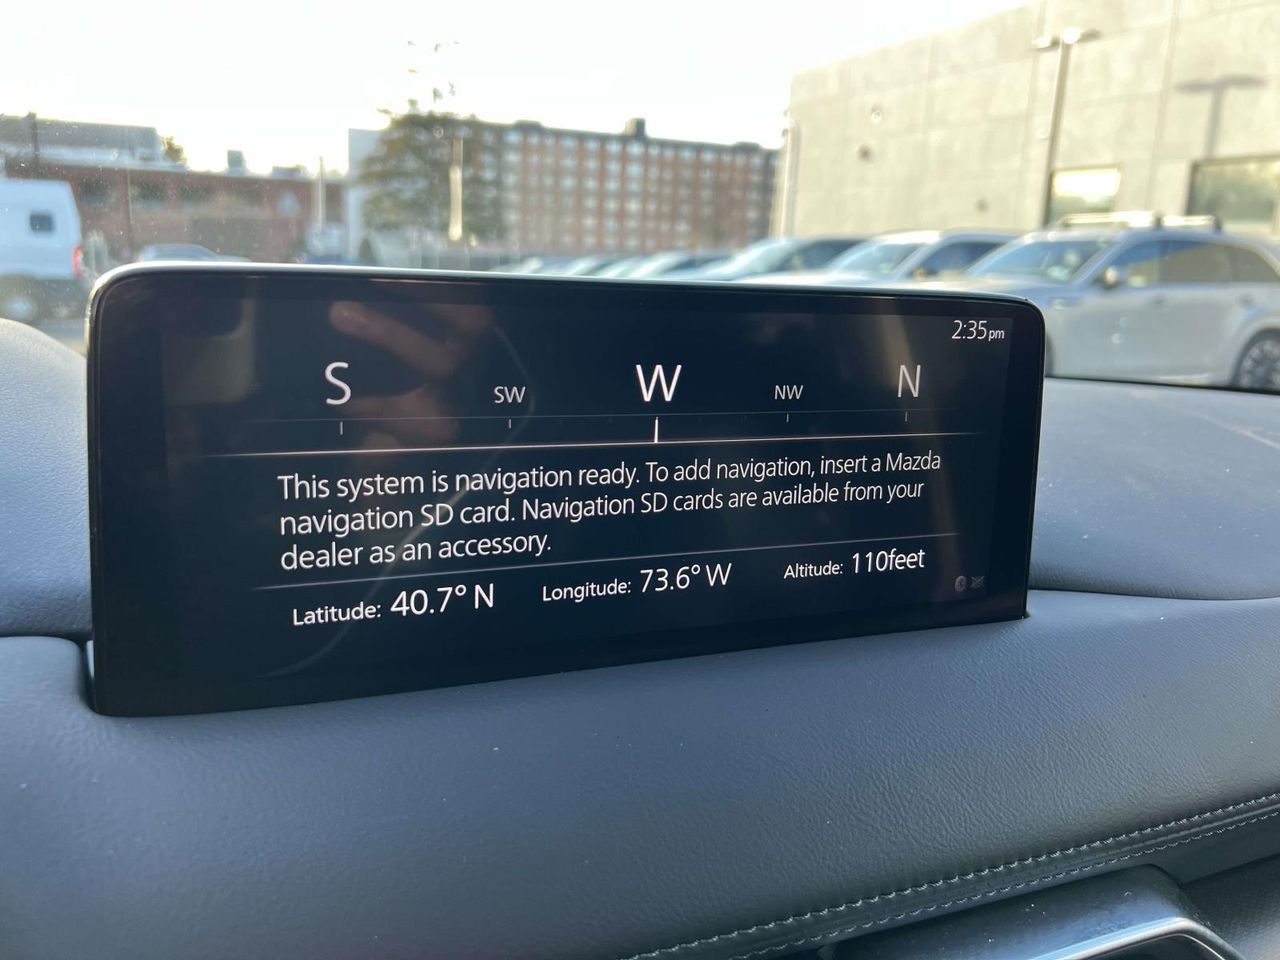 2:35pm
S SW W NW N
This system is navigation ready. To add navigation, insert a Mazda
navigation SD card. Navigation SD cards are available from your
dealer as an accessory.
Latitude: 40.7° N Longitude: 73.6° W Altitude: 110feet